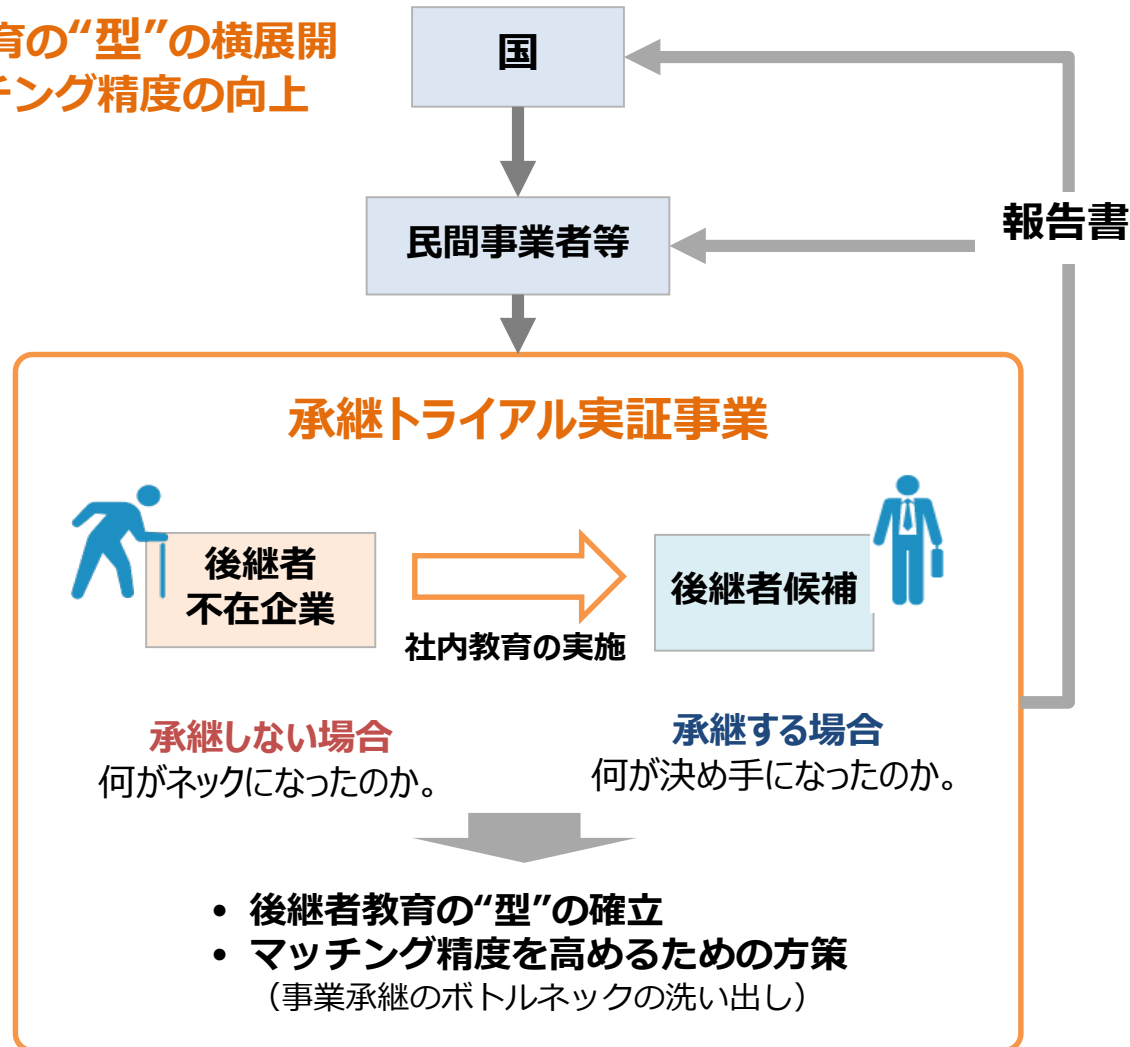 育の“型”の横展開
チング精度の向上
国
民間事業者等
報告書
承継トライアル実証事業
後継者
不在企業
社内教育の実施
後継者候補
承継しない場合
何がネックになったのか。
承継する場合
何が決め手になったのか。
• 後継者教育の“型”の確立
• マッチング精度を高めるための方策
（事業承継のボトルネックの洗い出し）